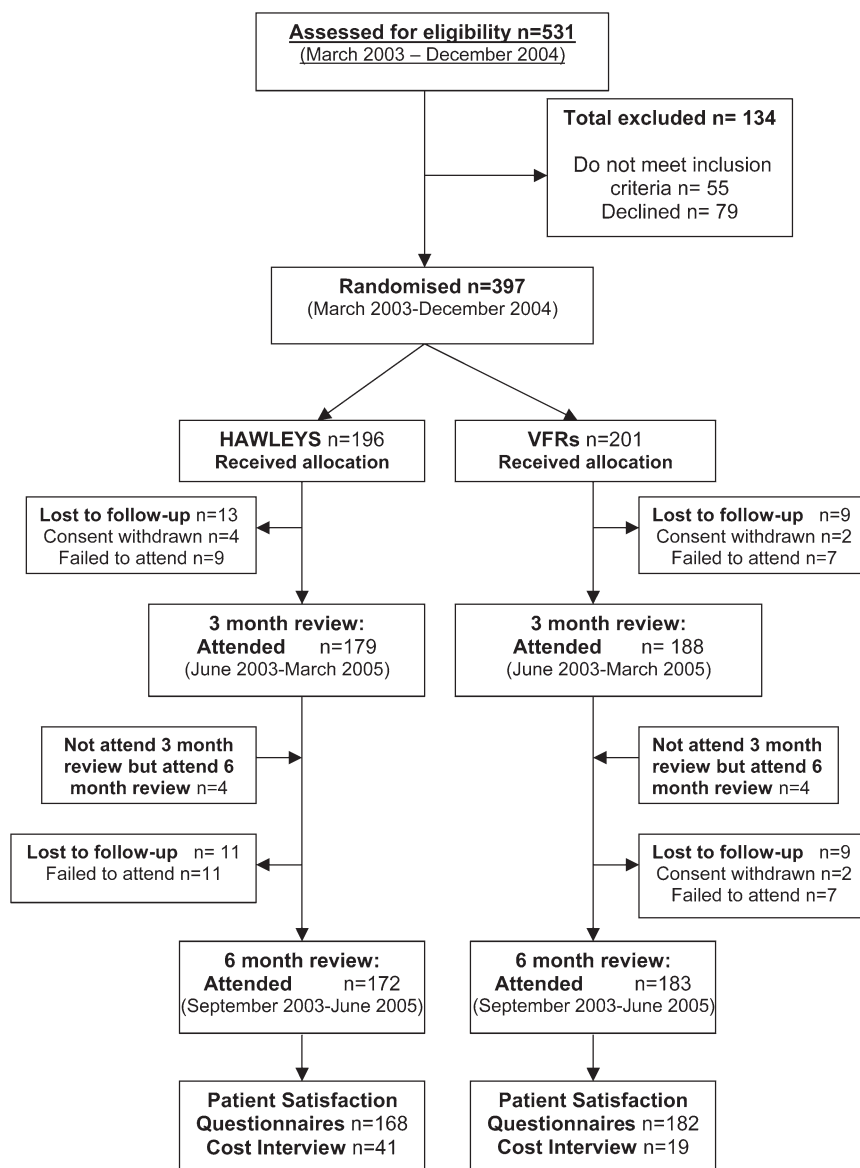 Assessed for eligibility n=531
(March 2003 – December 2004)
Total excluded n= 134
Do not meet inclusion
criteria n= 55
Declined n= 79
Randomised n=397
(March 2003-December 2004)
HAWLEYS n=196
Received allocation
VFRs n=201
Received allocation
Lost to follow-up n=13
Consent withdrawn n=4
Failed to attend n=9
Lost to follow-up n=9
Consent withdrawn n=2
Failed to attend n=7
3 month review:
Attended n=179
(June 2003-March 2005)
3 month review:
Attended n= 188
(June 2003-March 2005)
Not attend 3 month
review but attend 6
month review n=4
Not attend 3 month
review but attend 6
month review n=4
Lost to follow-up n= 11
Failed to attend n=11
Lost to follow-up n=9
Consent withdrawn n=2
Failed to attend n=7
6 month review:
Attended n=172
(September 2003-June 2005)
6 month review:
Attended n=183
(September 2003-June 2005)
Patient Satisfaction
Questionnaires n=168
Cost Interview n=41
Patient Satisfaction
Questionnaires n=182
Cost Interview n=19